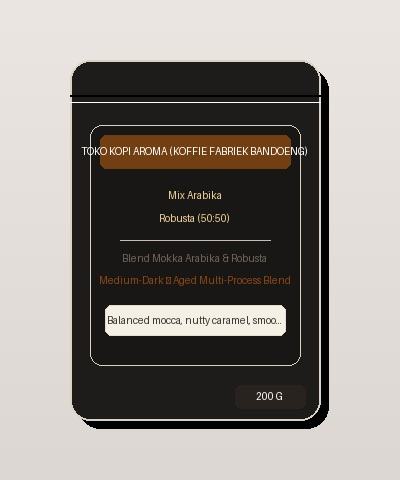 TOKO KOPI AROMA (KOFFIE FABRIEK BANDOENG)
Mix Arabika
Robusta (50:50)
Blend Mokka Arabika & Robusta
Medium-Dark Aged Multi-Process Blend
Balanced mocca, nutty caramel, smoo...
200 G